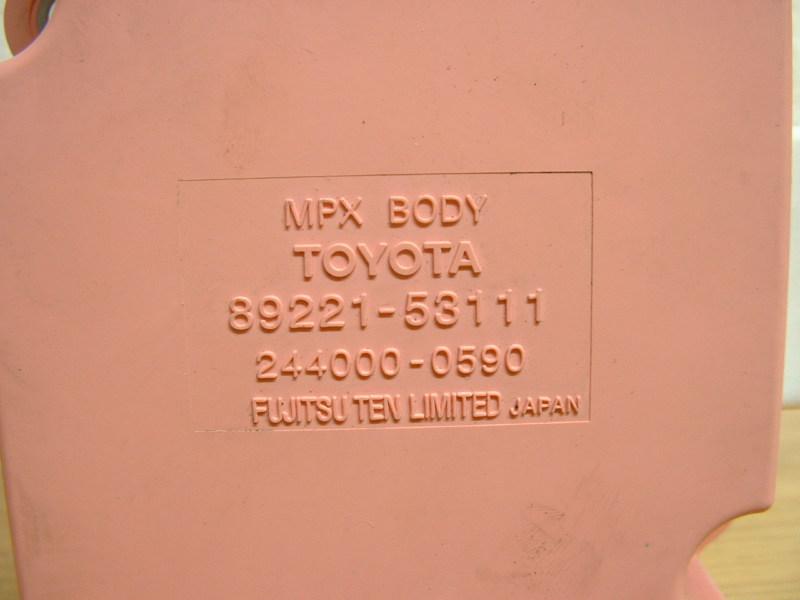 MPX BODY
TOYOTA
89221-53111
244000-0590
FUJITSU TEN LIMITED JAPAN